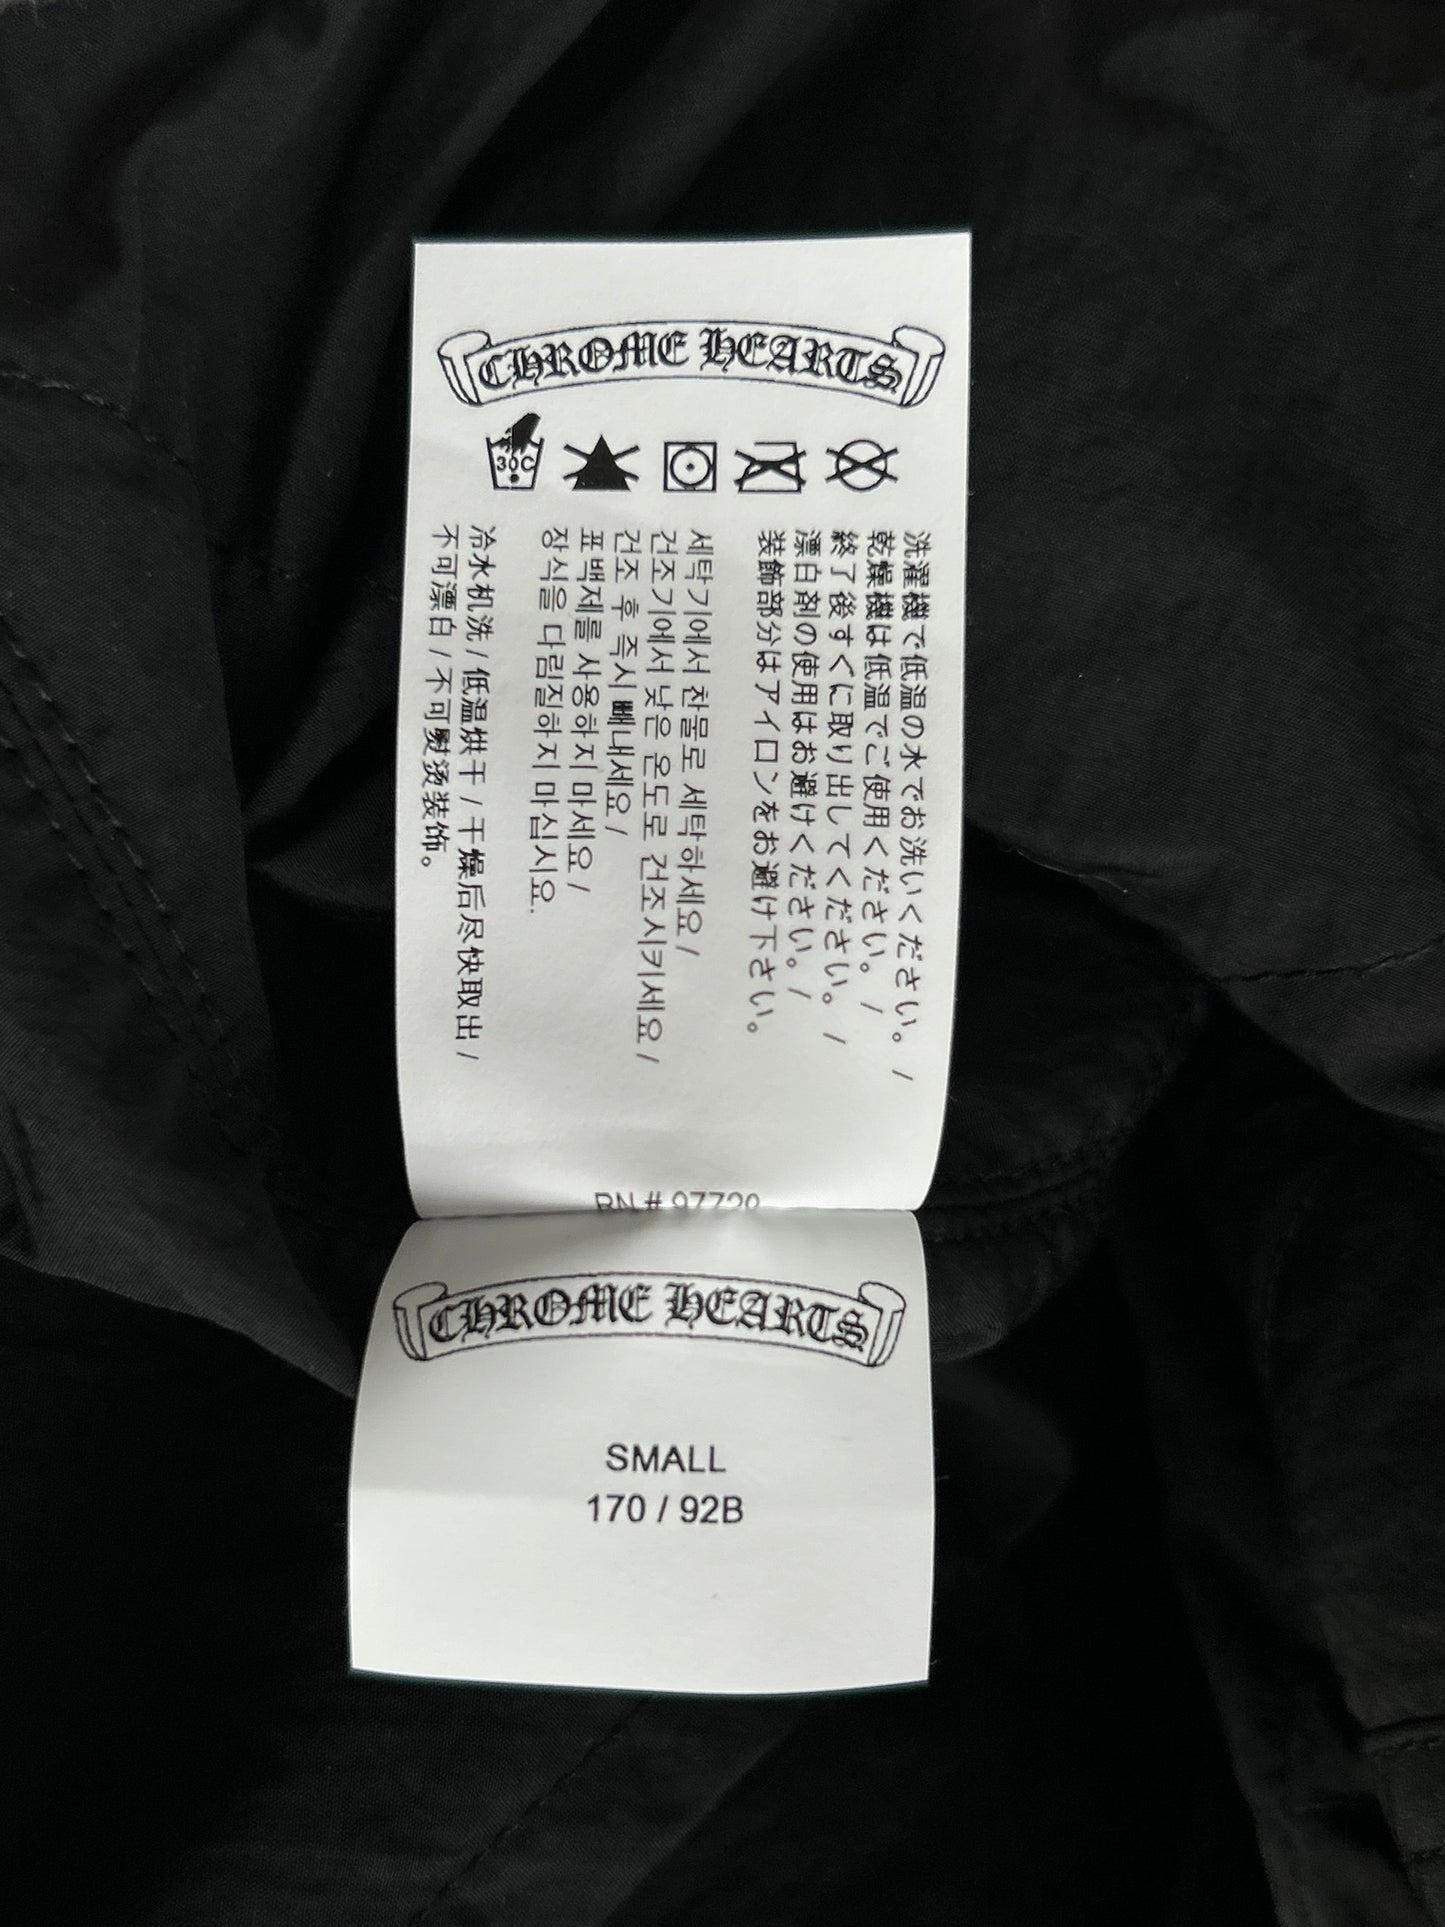 CHROME HEARTS
30C
洗濯機で低温の水でお洗いください。 /
乾燥機は低温でご使用ください。 /
終了後すぐに取り出してください。 /
漂白剤の使用はお避けください。 /
装飾部分はアイロンをお避け下さい。
세탁기에서 찬물로 세탁하세요 /
건조기에서 낮은 온도로 건조시키세요 /
건조 후 즉시 빼내세요 /
표백제를 사용하지 마세요 /
장식을 다림질하지 마십시요.
冷水机洗 / 低温烘干 / 干燥后尽快取出 /
不可漂白 / 不可熨烫装饰。
RN # 97729
CHROME HEARTS
SMALL
170 / 92B